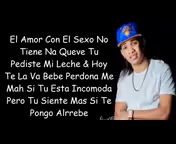 El Amor Con El Sexo No
Tiene Na Queve Tu
Pediste Mi Leche & Hoy
Te La Va Bebe Perdona Me
Mah Si Tu Esta Incomoda
Pero Tu Siente Mas Si Te
Pongo Alrrebe